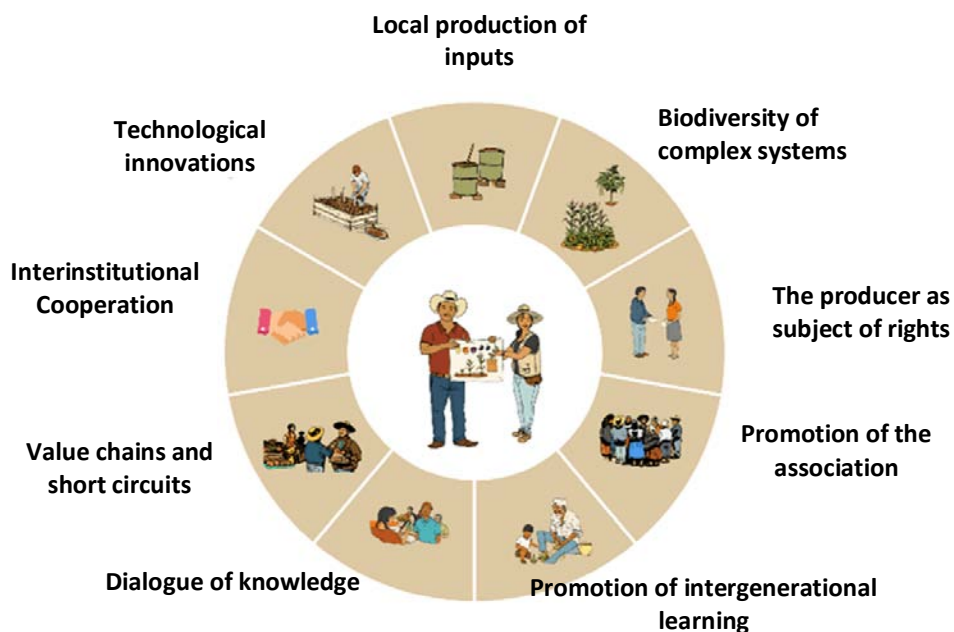 Local production of
inputs
Biodiversity of
complex systems
The producer as
subject of rights
Promotion of the
association
Promotion of intergenerational
learning
Dialogue of knowledge
Value chains and
short circuits
Interinstitutional
Cooperation
Technological
innovations